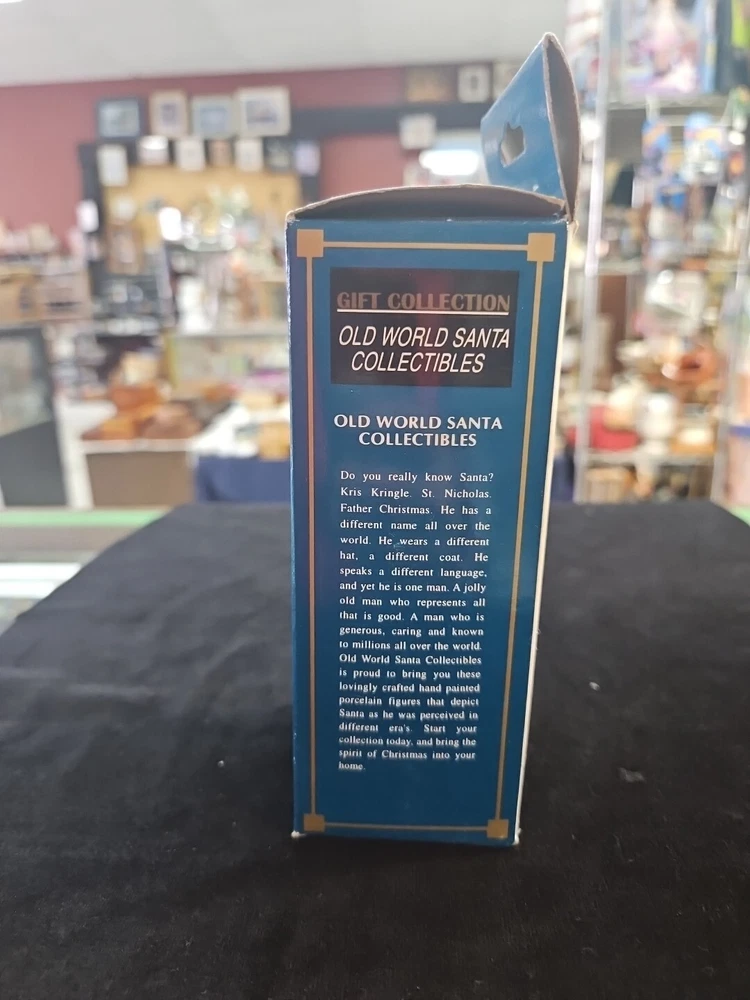 GIFT COLLECTION
OLD WORLD SANTA
COLLECTIBLES
OLD WORLD SANTA
COLLECTIBLES
Do you really know Santa?
Kris Kringle. St. Nicholas.
Father Christmas. He has a
different name all over the
world. He wears a different
hat, a different coat. He
speaks a different language,
and yet he is one man. A jolly
old man who represents all
that is good. A man who is
generous, caring and known
to millions all over the world.
Old World Santa Collectibles
is proud to bring you these
lovingly crafted hand painted
porcelain figures that depict
Santa as he was perceived in
different era's. Start your
collection today, and bring the
spirit of Christmas into your
home.